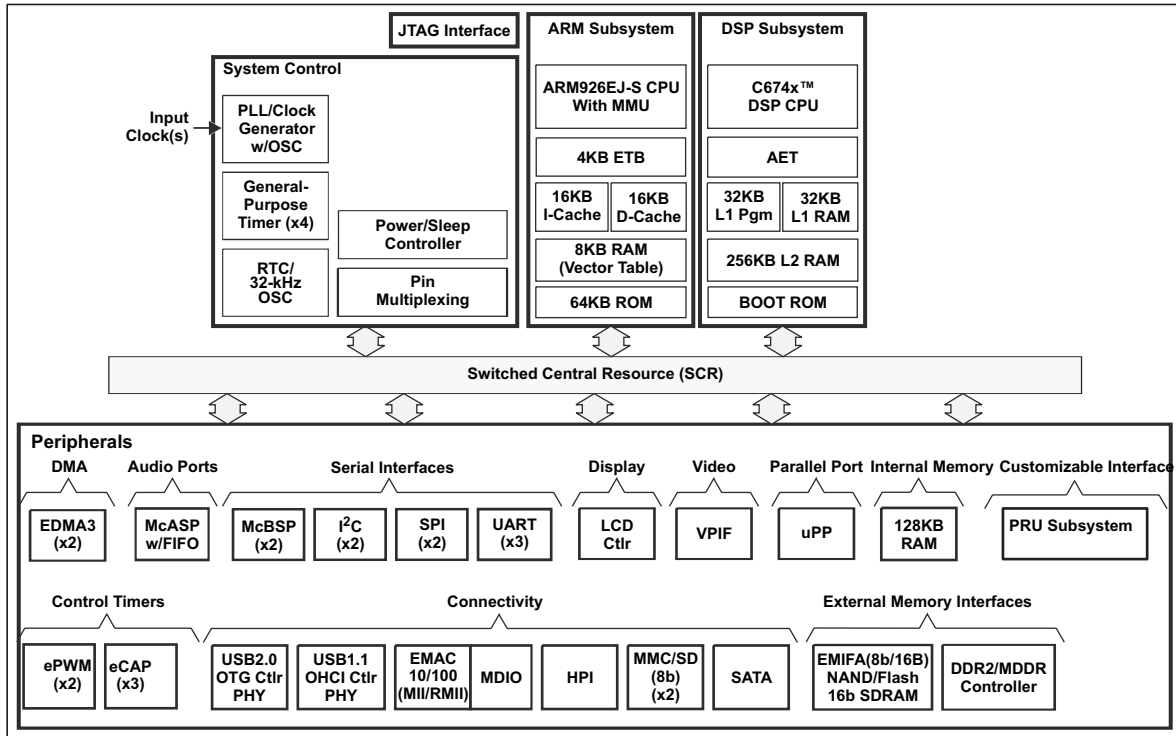 JTAG Interface
System Control
Input
Clock(s)
PLL/Clock
Generator
w/OSC
General-
Purpose
Timer (x4)
RTC/
32-kHz
OSC
Power/Sleep
Controller
Pin
Multiplexing
ARM Subsystem
ARM926EJ-S CPU
With MMU
4KB ETB
16KB
I-Cache
16KB
D-Cache
8KB RAM
(Vector Table)
64KB ROM
DSP Subsystem
C674x™
DSP CPU
AET
32KB
L1 Pgm
32KB
L1 RAM
256KB L2 RAM
BOOT ROM
Switched Central Resource (SCR)
Peripherals
DMA
EDMA3
(x2)
Audio Ports
McASP
w/FIFO
Serial Interfaces
McBSP
(x2)
I²C
(x2)
SPI
(x2)
UART
(x3)
Display
LCD
Ctlr
Video
VPIF
Parallel Port
uPP
Internal Memory
128KB
RAM
Customizable Interface
PRU Subsystem
Control Timers
ePWM
(x2)
eCAP
(x3)
Connectivity
USB2.0
OTG Ctlr
PHY
USB1.1
OHCI Ctlr
PHY
EMAC
10/100
(MII/RMII)
MDIO
HPI
MMC/SD
(8b)
(x2)
SATA
External Memory Interfaces
EMIFA(8b/16B)
NAND/Flash
16b SDRAM
DDR2/MDDR
Controller